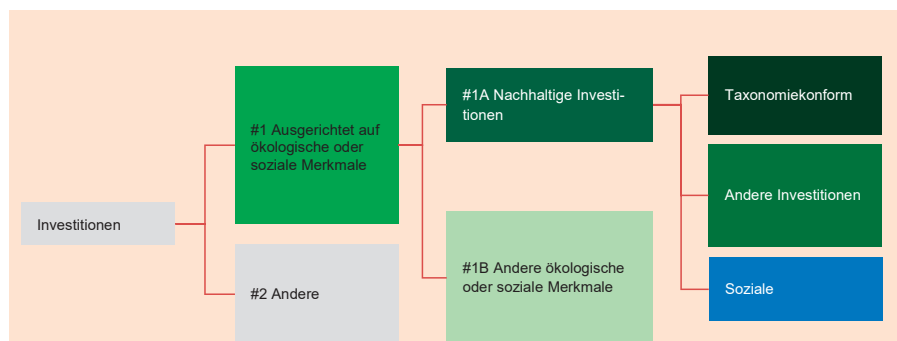 Investitionen
#1 Ausgerichtet auf
ökologische oder
soziale Merkmale
#2 Andere
#1A Nachhaltige Investi-
tionen
#1B Andere ökologische
oder soziale Merkmale
Taxonomiekonform
Andere Investitionen
Soziale